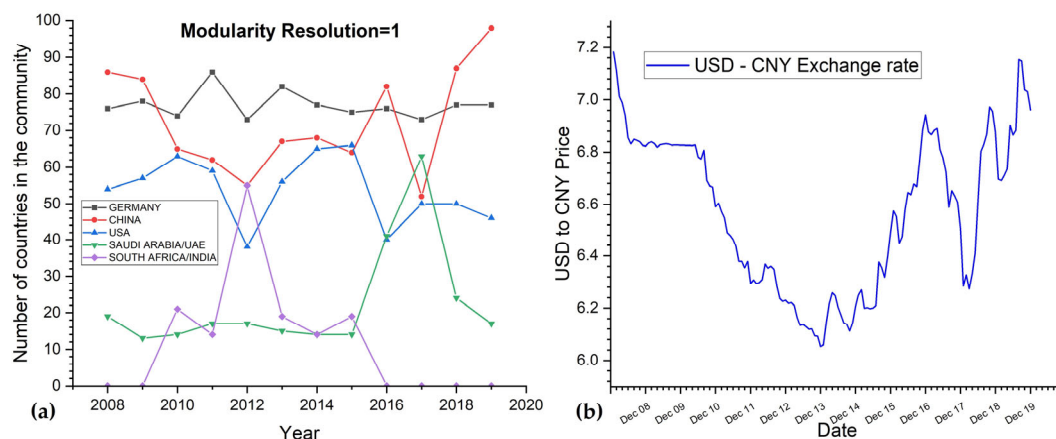 Modularity Resolution=1
Number of countries in the community
100
90
80
70
60
50
40
30
20
10
0
GERMANY
CHINA
USA
SAUDI ARABIA/UAE
SOUTH AFRICA/INDIA
2008
2010
2012
2014
2016
2018
2020
(a)
Year
USD - CNY Exchange rate
USD to CNY Price
7.2
7.0
6.8
6.6
6.4
6.2
6.0
Dec 08
Dec 09
Dec 10
Dec 11
Dec 12
Dec 13
Dec 14
Dec 15
Dec 16
Dec 17
Dec 18
Dec 19
(b)
Date